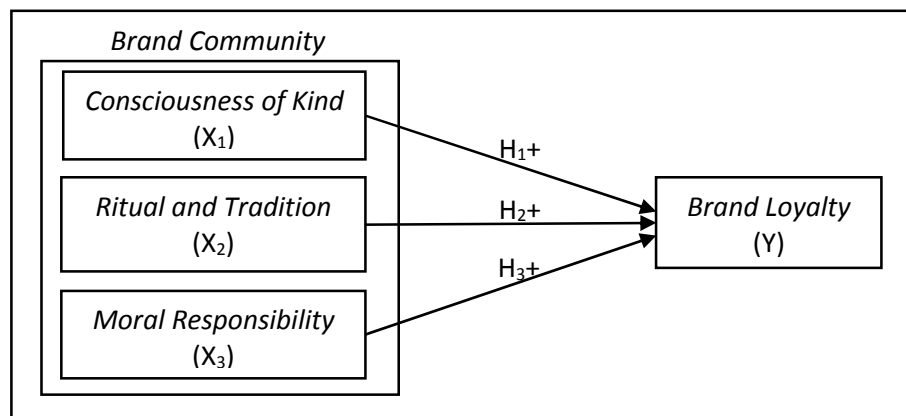 Brand Community
Consciousness of Kind
(X₁)
H₁+
Ritual and Tradition
(X₂)
H₂+
Brand Loyalty
(Y)
H₃+
Moral Responsibility
(X₃)